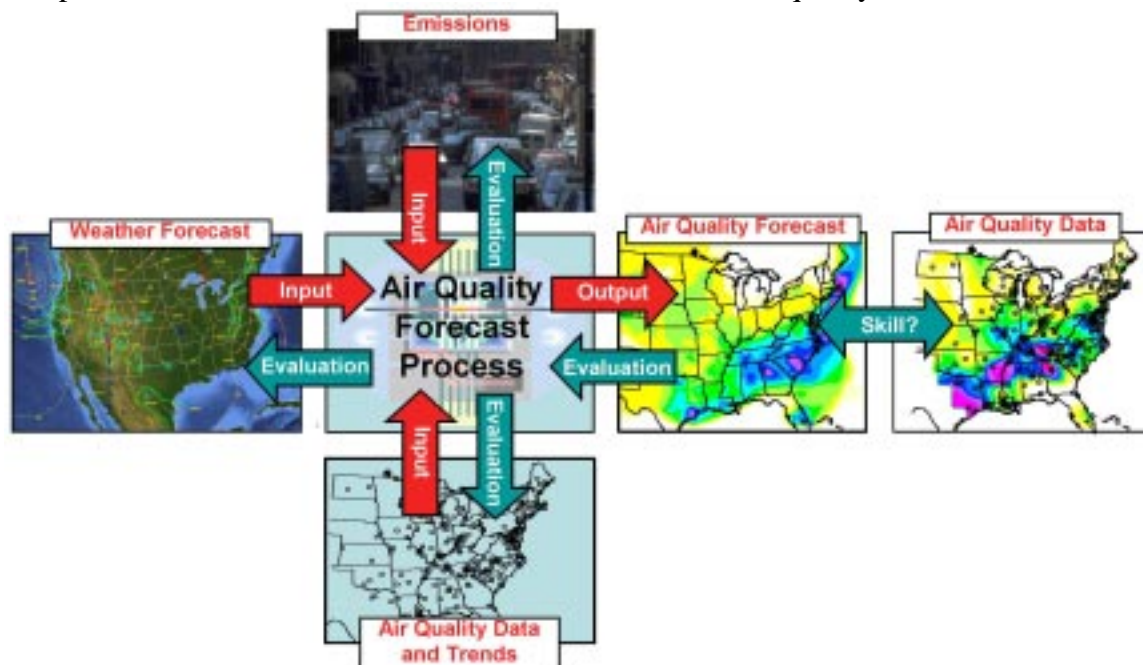 Emissions
Input
Evaluation
Weather Forecast
Air Quality Forecast
Air Quality Data
Input
Air Quality
Output
Forecast
Skill?
Evaluation
Process
Evaluation
Input
Evaluation
Air Quality Data
and Trends